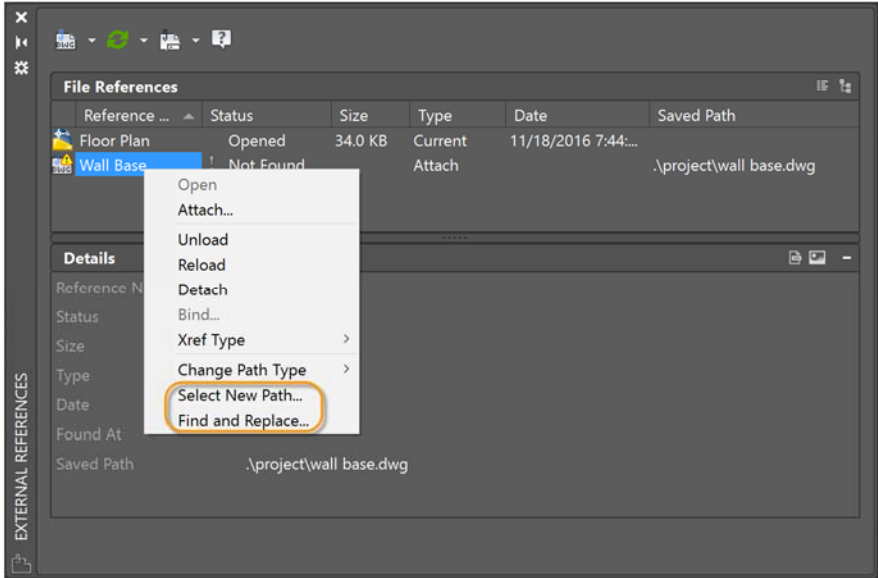 DWG
File References
Reference ... Status Size Type Date Saved Path
Floor Plan Opened 34.0 KB Current 11/18/2016 7:44:...
DWG Wall Base ! Not Found Attach .\project\wall base.dwg
Open
Attach...
Unload
Details
Reload
Reference N
Detach
Status
Bind...
Size
Xref Type
Type
Change Path Type
Select New Path...
Date
Find and Replace...
Found At
Saved Path .\project\wall base.dwg
EXTERNAL REFERENCES